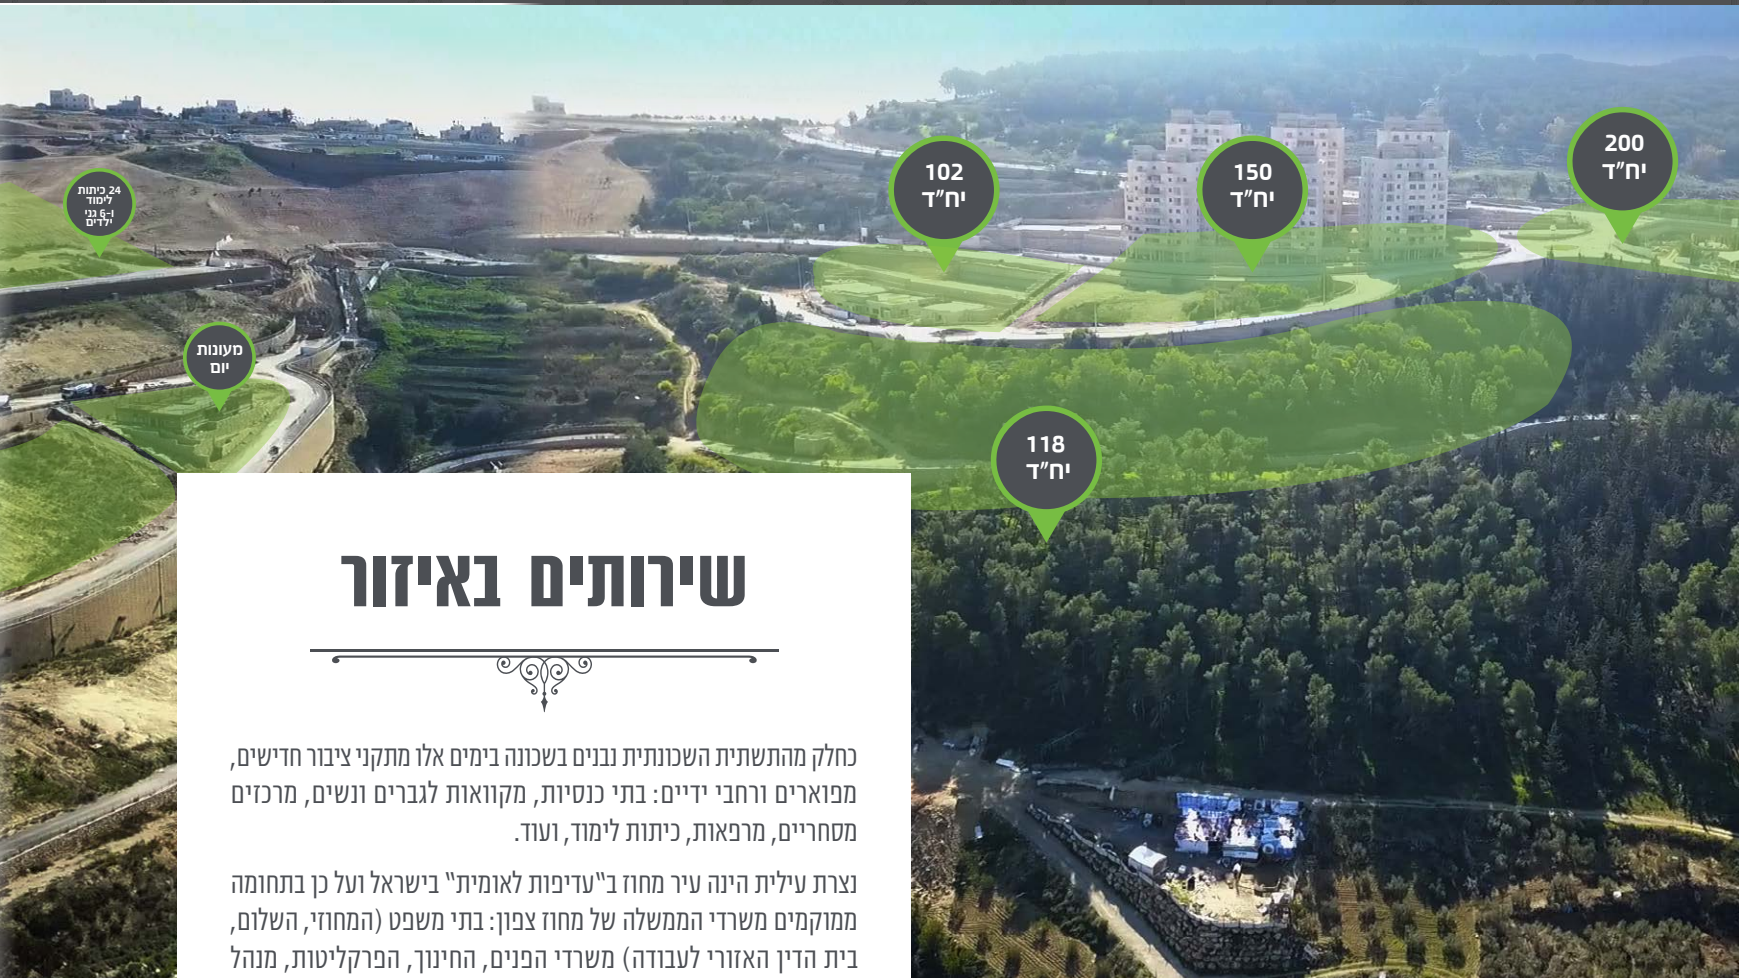 200
יח"ד
150
יח"ד
102
יח"ד
24 כיתות
לימוד
ו-6 גני
ילדים
מעונות
יום
118
יח"ד
שירותים באיזור
כחלק מהתשתית השכונתית נבנים בשכונה בימים אלו מתקני ציבור חדישים,
מפוארים ורחבי ידיים: בתי כנסיות, מקוואות לגברים ונשים, מרכזים
מסחריים, מרפאות, כיתות לימוד, ועוד.
נצרת עילית הינה עיר מחוז ב"עדיפות לאומית" בישראל ועל כן בתחומה
ממוקמים משרדי הממשלה של מחוז צפון: בתי משפט (המחוזי, השלום,
בית הדין האזורי לעבודה) משרדי הפנים, החינוך, הפרקליטות, מנהל